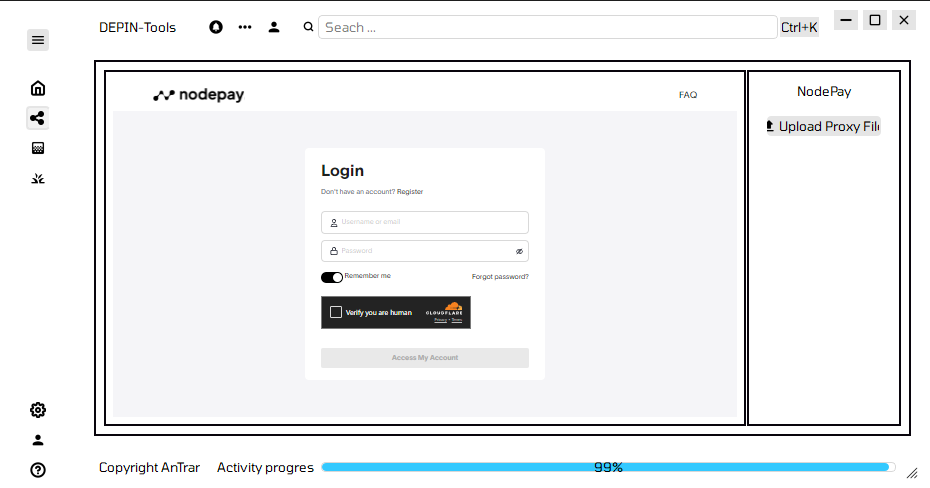 DEPIN-Tools
Seach ...
Ctrl+K
nodepay
FAQ
NodePay
Upload Proxy Fil
Login
Don't have an account? Register
Username or email
Password
Remember me
Forgot password?
Verify you are human
CLOUDFLARE
Privacy • Terms
Access My Account
Copyright AnTrar
Activity progres
99%